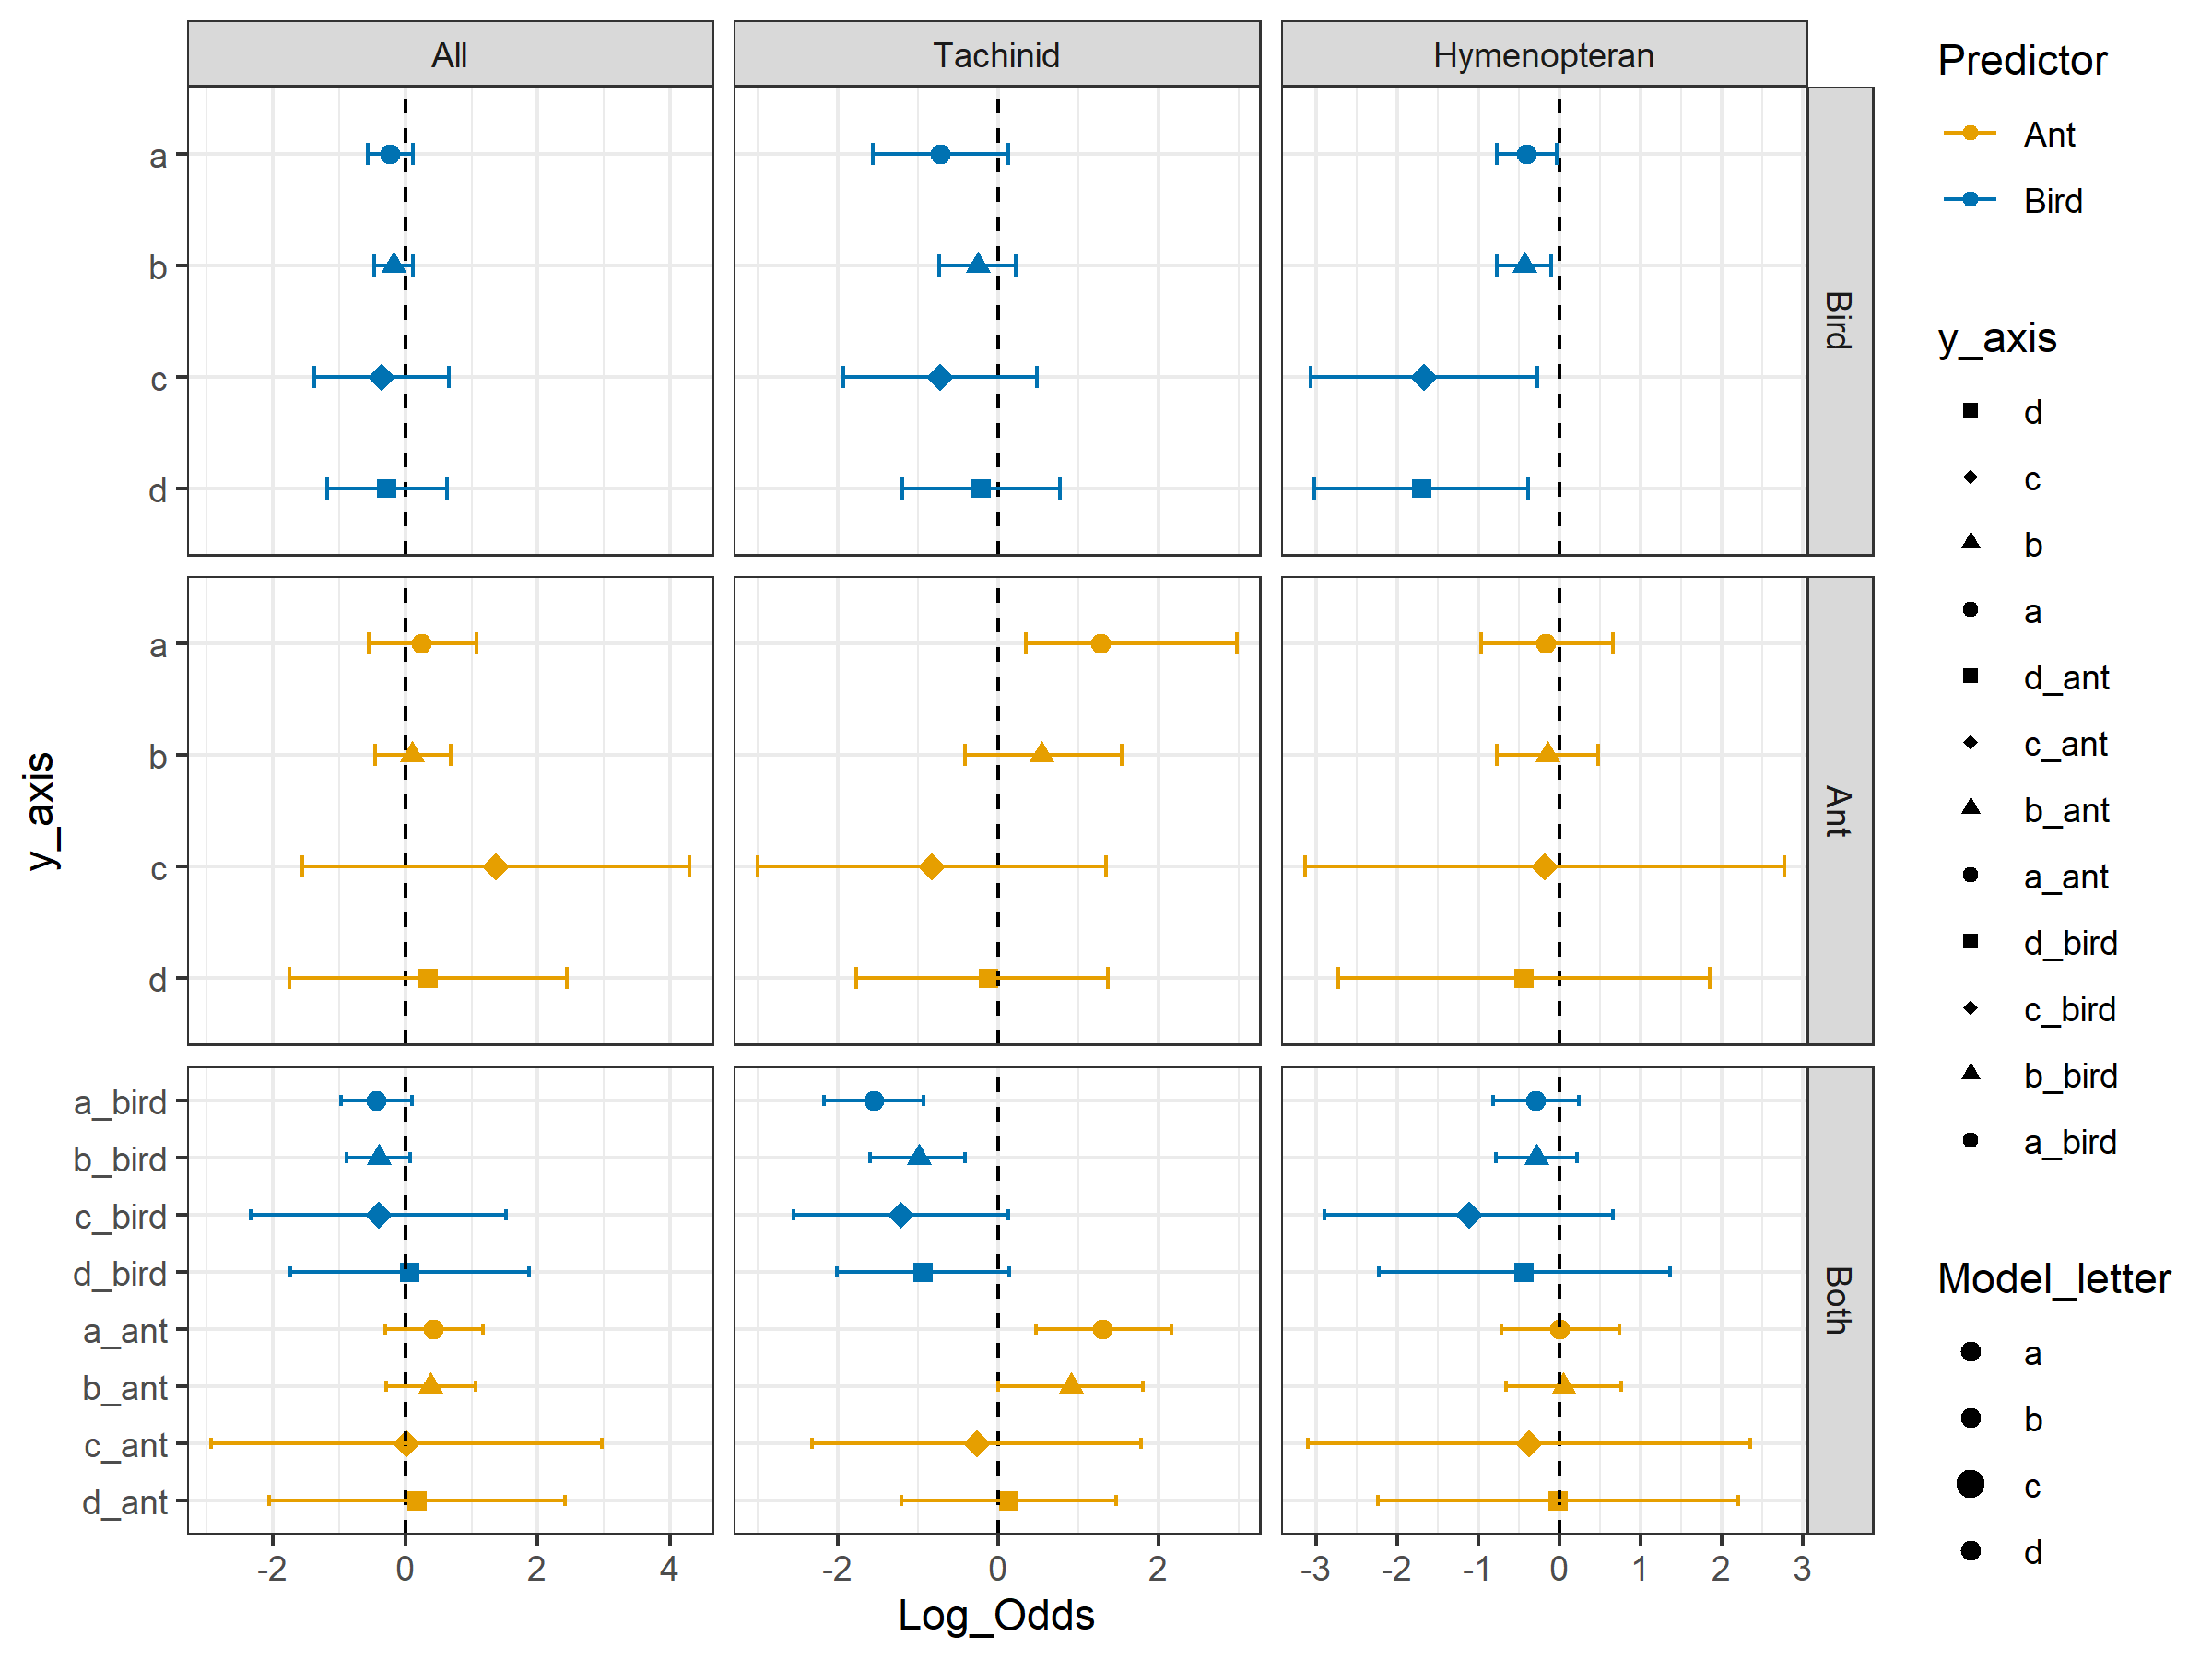 All
Tachinid
Hymenopteran
a
b
c
d
Bird
a
b
c
d
Ant
a_bird
b_bird
c_bird
d_bird
a_ant
b_ant
c_ant
d_ant
Both
-2 0 2 4
-2 0 2
-3 -2 -1 0 1 2 3
Log_Odds
y_axis
Predictor
Ant
Bird
y_axis
d
c
b
a
d_ant
c_ant
b_ant
a_ant
d_bird
c_bird
b_bird
a_bird
Model_letter
a
b
c
d